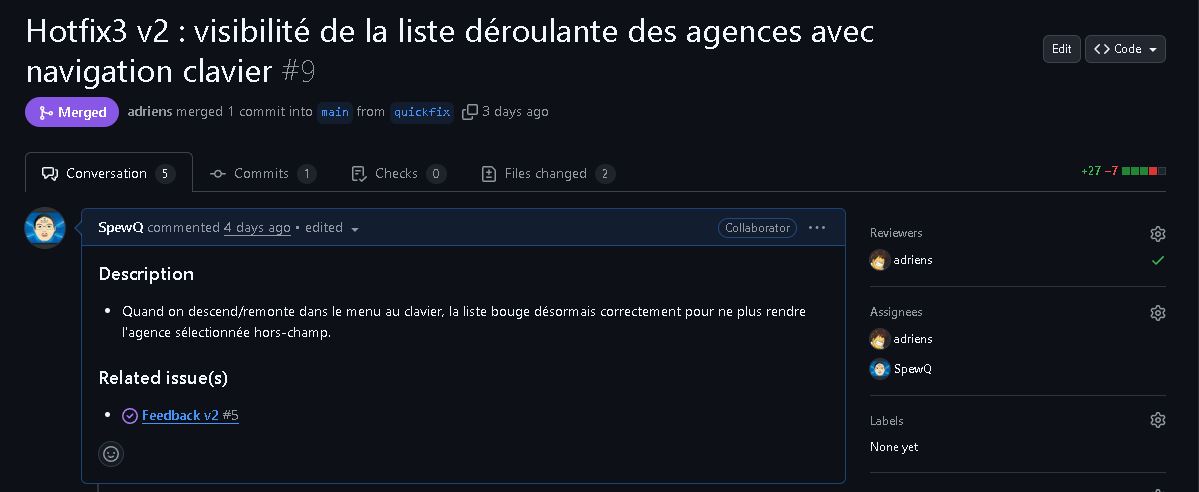 Hotfix3 v2 : visibilité de la liste déroulante des agences avec
navigation clavier #9
Edit
Code
Merged
adriens merged 1 commit into main from quickfix 3 days ago
Conversation 5
Commits 1
Checks 0
Files changed 2
+27 −7
SpewQ commented 4 days ago • edited
Collaborator
Description
• Quand on descend/remonte dans le menu au clavier, la liste bouge désormais correctement pour ne plus rendre
l'agence sélectionnée hors-champ.
Related issue(s)
• Feedback v2 #5
Reviewers
adriens
Assignees
adriens
SpewQ
Labels
None yet